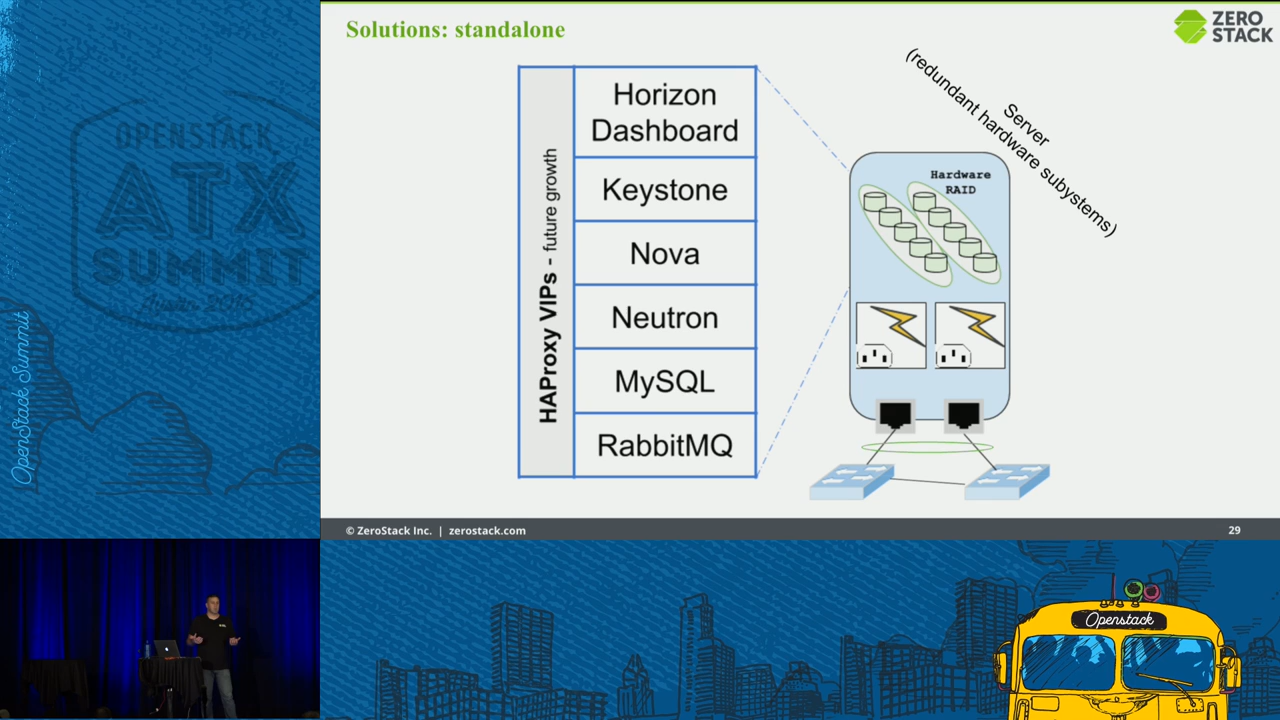 Solutions: standalone
ZERO
STACK
HAProxy VIPs - future growth
Horizon
Dashboard
Keystone
Nova
Neutron
MySQL
RabbitMQ
Server
(redundant hardware subystems)
Hardware
RAID
© ZeroStack Inc. | zerostack.com
29
OPENSTACK
ATX
SUMMIT
OpenStack Summit
Openstack